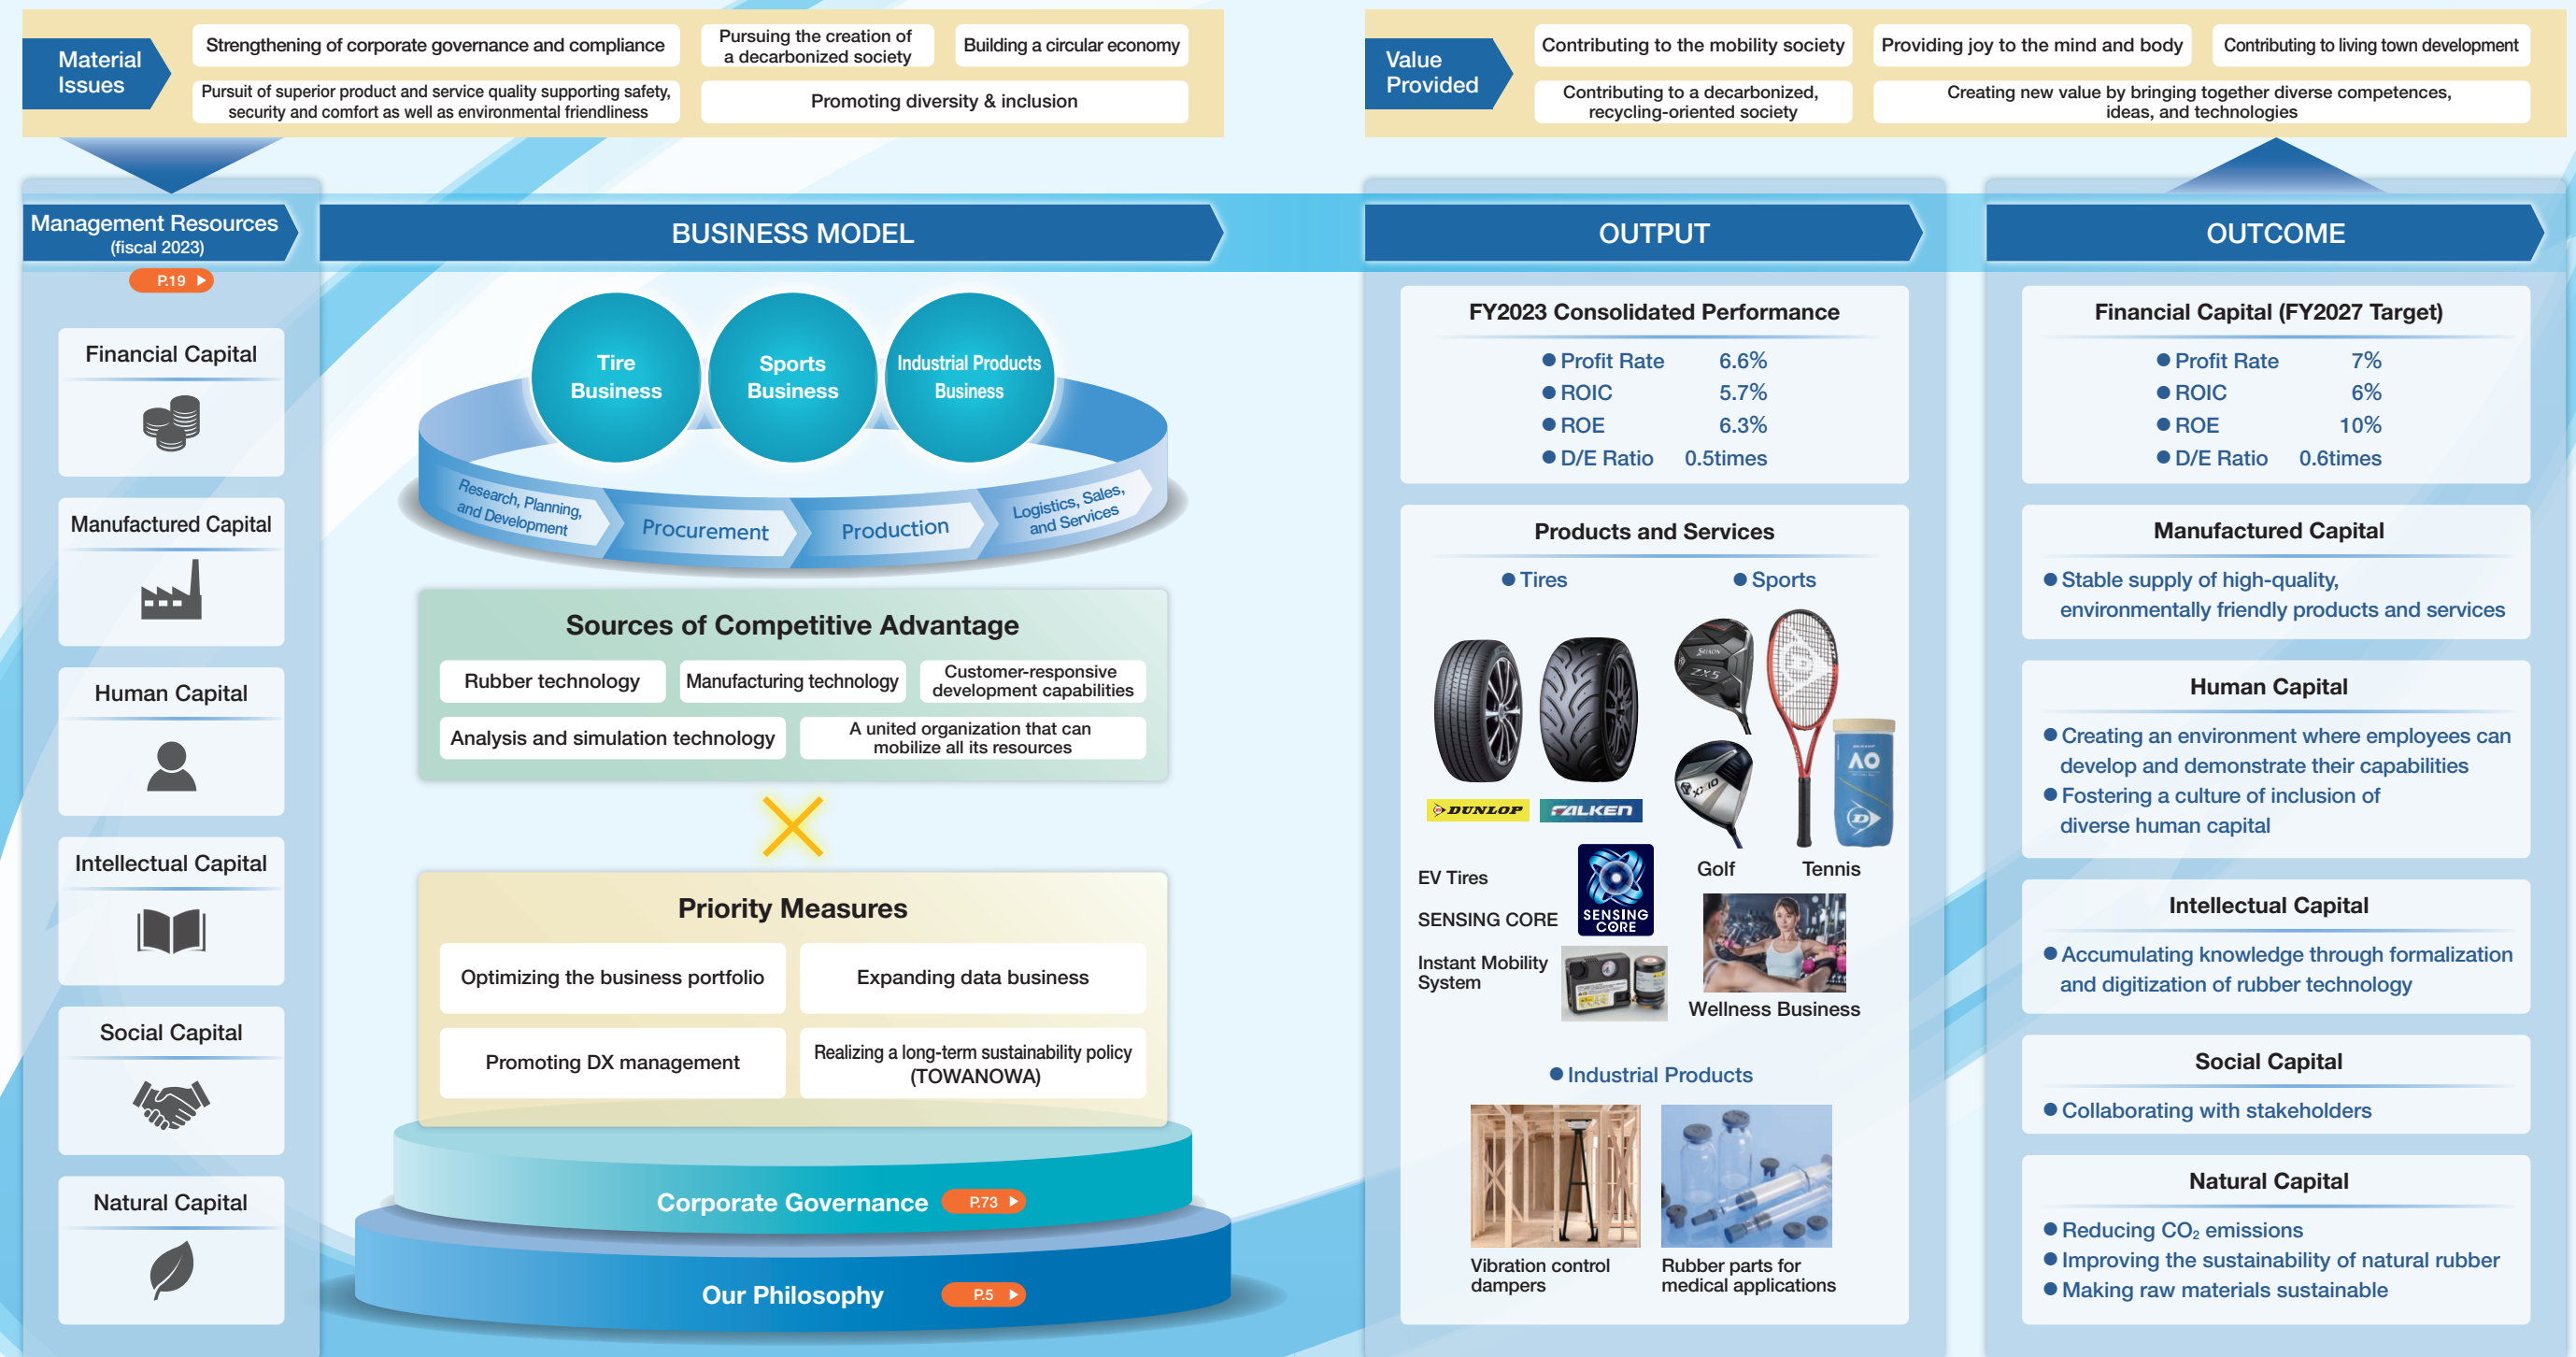 Material
Issues
Strengthening of corporate governance and compliance
Pursuing the creation of
a decarbonized society
Building a circular economy
Pursuit of superior product and service quality supporting safety,
security and comfort as well as environmental friendliness
Promoting diversity & inclusion
Value
Provided
Contributing to the mobility society
Providing joy to the mind and body
Contributing to living town development
Contributing to a decarbonized,
recycling-oriented society
Creating new value by bringing together diverse competences,
ideas, and technologies
Management Resources
(fiscal 2023)
P.19
Financial Capital
Manufactured Capital
Human Capital
Intellectual Capital
Social Capital
Natural Capital
BUSINESS MODEL
Tire
Business
Sports
Business
Industrial Products
Business
Research, Planning,
and Development
Procurement
Production
Logistics, Sales,
and Services
Sources of Competitive Advantage
Rubber technology
Manufacturing technology
Customer-responsive
development capabilities
Analysis and simulation technology
A united organization that can
mobilize all its resources
Priority Measures
Optimizing the business portfolio
Expanding data business
Promoting DX management
Realizing a long-term sustainability policy
(TOWANOWA)
Corporate Governance
P.73
Our Philosophy
P.5
OUTPUT
FY2023 Consolidated Performance
● Profit Rate 6.6%
● ROIC 5.7%
● ROE 6.3%
● D/E Ratio 0.5times
Products and Services
● Tires
● Sports
SRIXON
ZX5
XXIO
AO
D
DUNLOP
FALKEN
Golf
Tennis
EV Tires
SENSING CORE
SENSING
CORE
Instant Mobility
System
Wellness Business
● Industrial Products
Vibration control
dampers
Rubber parts for
medical applications
OUTCOME
Financial Capital (FY2027 Target)
● Profit Rate 7%
● ROIC 6%
● ROE 10%
● D/E Ratio 0.6times
Manufactured Capital
● Stable supply of high-quality,
environmentally friendly products and services
Human Capital
● Creating an environment where employees can
develop and demonstrate their capabilities
● Fostering a culture of inclusion of
diverse human capital
Intellectual Capital
● Accumulating knowledge through formalization
and digitization of rubber technology
Social Capital
● Collaborating with stakeholders
Natural Capital
● Reducing CO₂ emissions
● Improving the sustainability of natural rubber
● Making raw materials sustainable